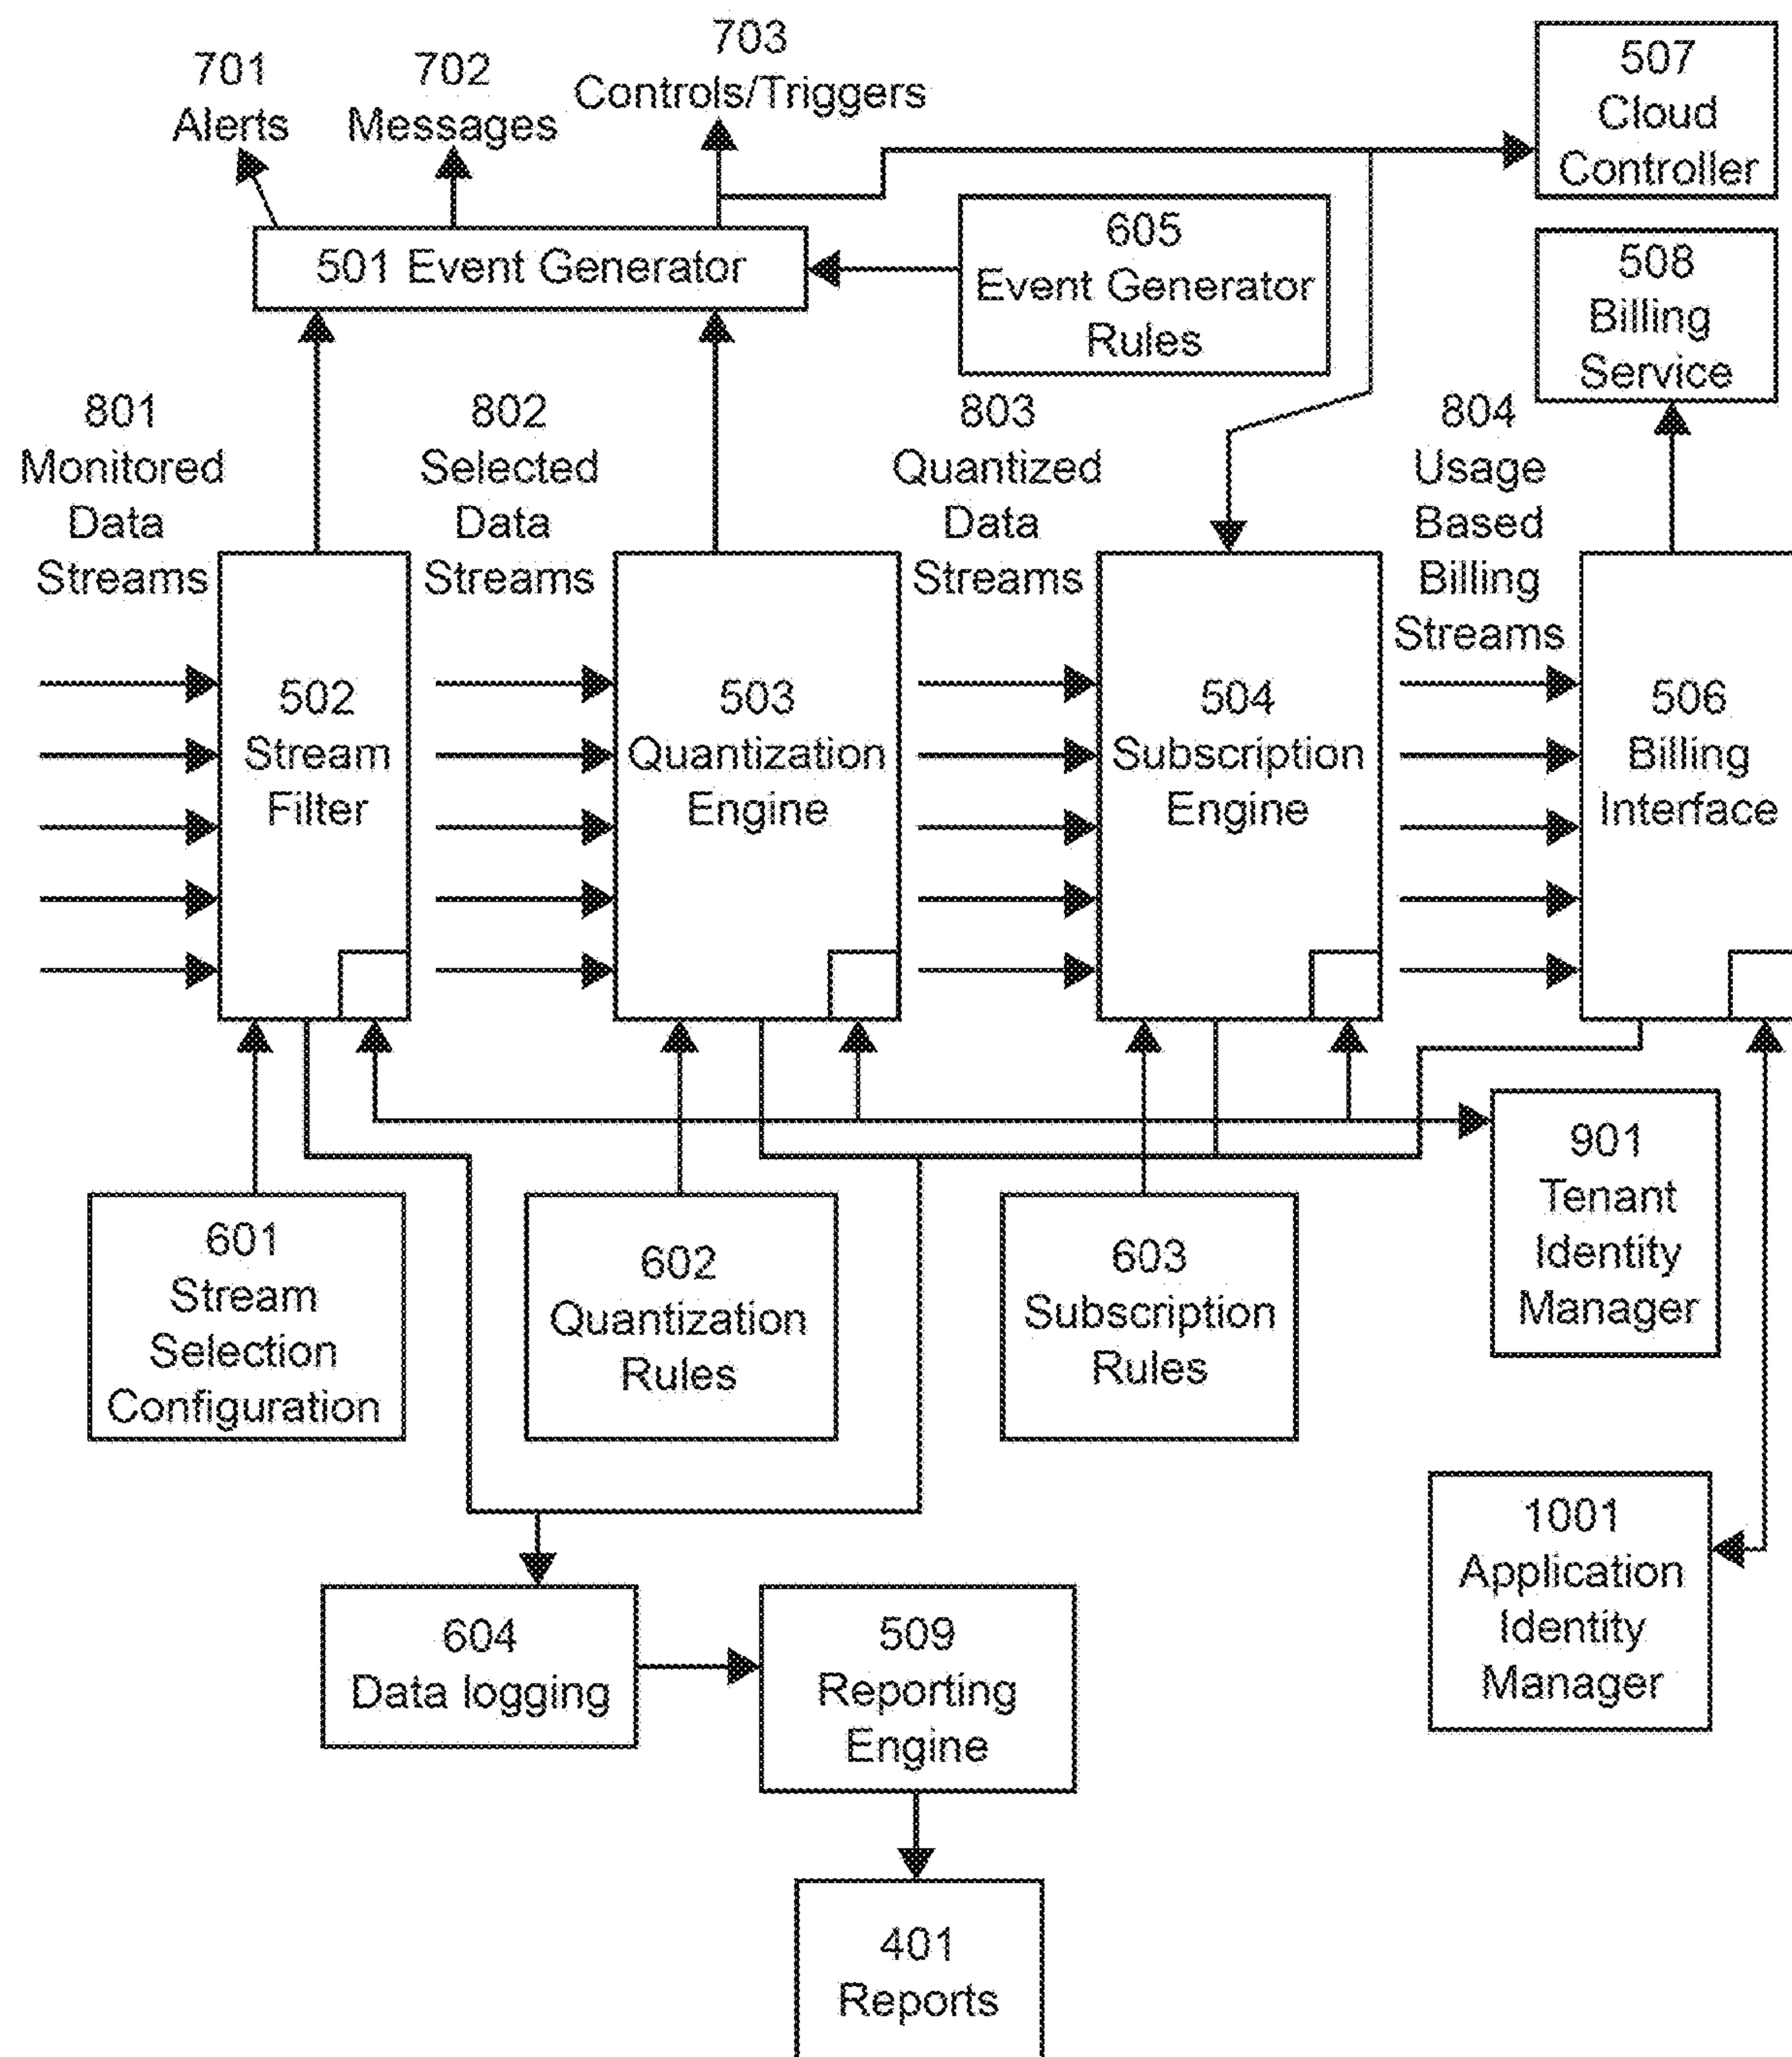 703
Controls/Triggers
701
Alerts
702
Messages
507
Cloud
Controller
501 Event Generator
605
Event Generator
Rules
508
Billing
Service
801
Monitored
Data
Streams
802
Selected
Data
Streams
803
Quantized
Data
Streams
804
Usage
Based
Billing
Streams
502
Stream
Filter
503
Quantization
Engine
504
Subscription
Engine
506
Billing
Interface
601
Stream
Selection
Configuration
602
Quantization
Rules
603
Subscription
Rules
901
Tenant
Identity
Manager
1001
Application
Identity
Manager
604
Data logging
509
Reporting
Engine
401
Reports